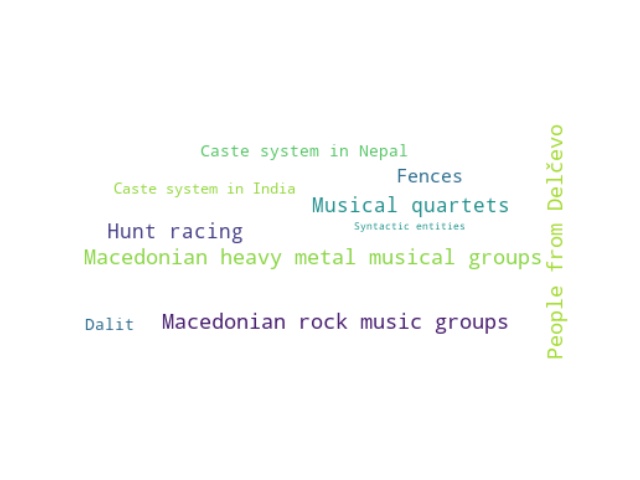 Caste system in Nepal
Fences
Caste system in India
Musical quartets
Syntactic entities
Hunt racing
Macedonian heavy metal musical groups
People from Delčevo
Dalit
Macedonian rock music groups